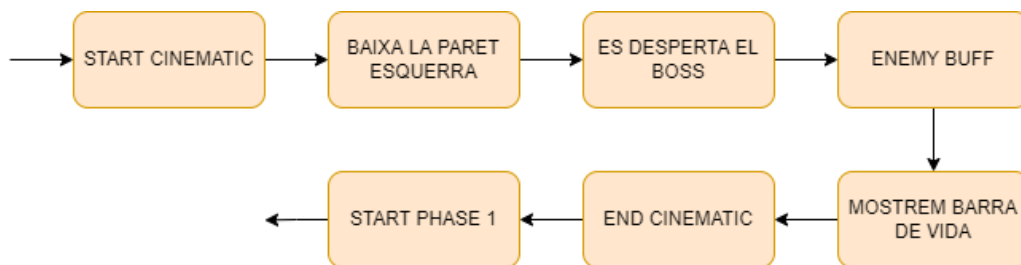 START CINEMATIC
BAIXA LA PARET
ESQUERRA
ES DESPERTA EL
BOSS
ENEMY BUFF
MOSTREM BARRA
DE VIDA
END CINEMATIC
START PHASE 1